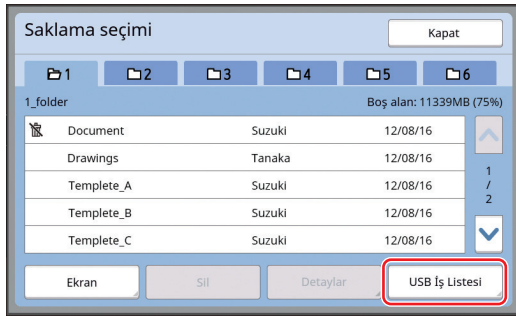 Saklama seçimi Kapat
1 2 3 4 5 6
1_folder Boş alan: 11339MB (75%)
Document Suzuki 12/08/16
Drawings Tanaka 12/08/16
Templete_A Suzuki 12/08/16
Templete_B Suzuki 12/08/16
Templete_C Suzuki 12/08/16
1
/
2
Ekran Sil Detaylar USB İş Listesi